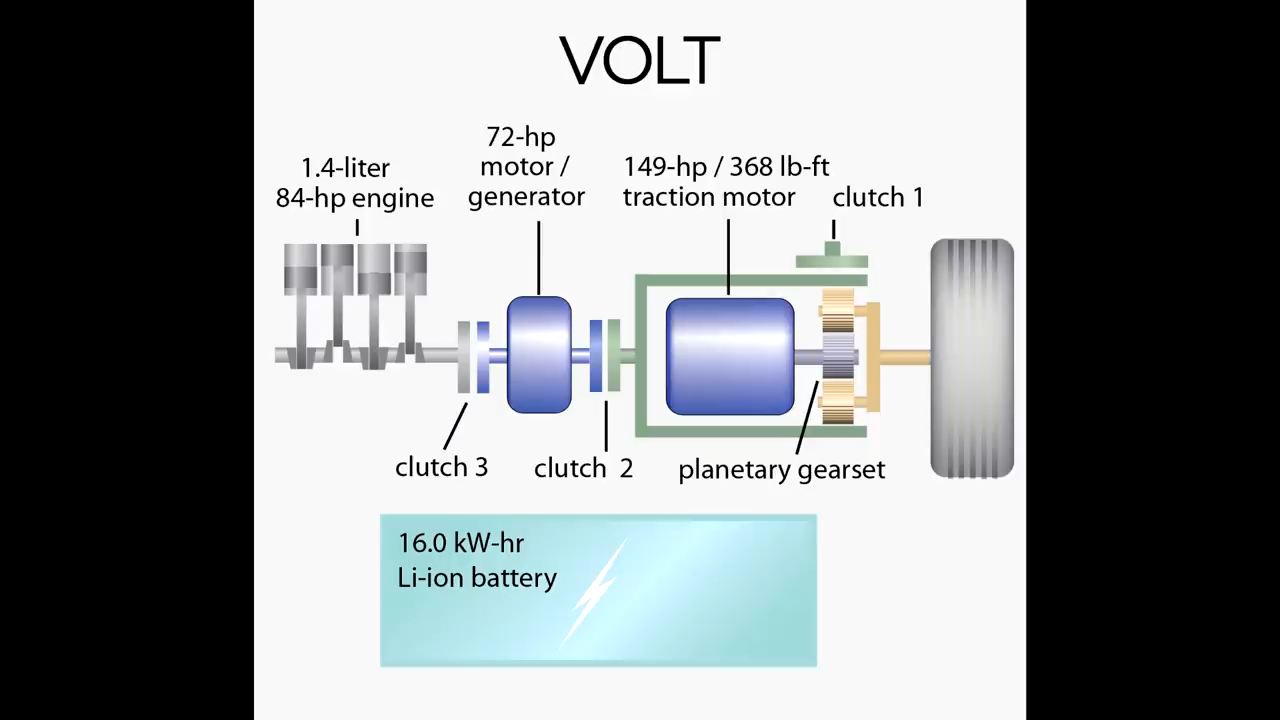 VOLT
1.4-liter
84-hp engine
72-hp
motor /
generator
149-hp / 368 lb-ft
traction motor
clutch 1
clutch 3
clutch 2
planetary gearset
16.0 kW-hr
Li-ion battery